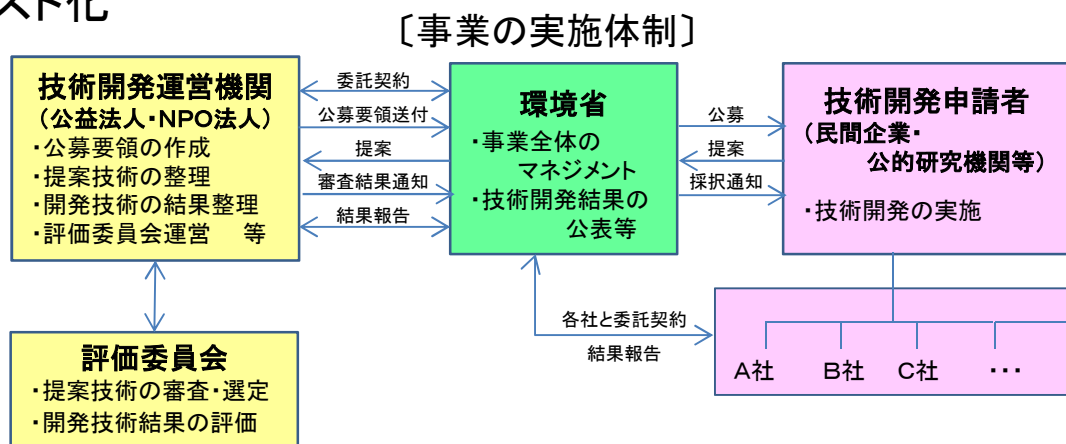 スト化
〔事業の実施体制〕
技術開発運営機関
（公益法人・NPO法人）
・公募要領の作成
・提案技術の整理
・開発技術の結果整理
・評価委員会運営　等
委託契約
公募要領送付
提案
審査結果通知
結果報告
環境省
・事業全体の
マネジメント
・技術開発結果の
公表等
公募
提案
採択通知
技術開発申請者
（民間企業・
公的研究機関等）
・技術開発の実施
評価委員会
・提案技術の審査・選定
・開発技術結果の評価
各社と委託契約
結果報告
A社　B社　C社　・・・